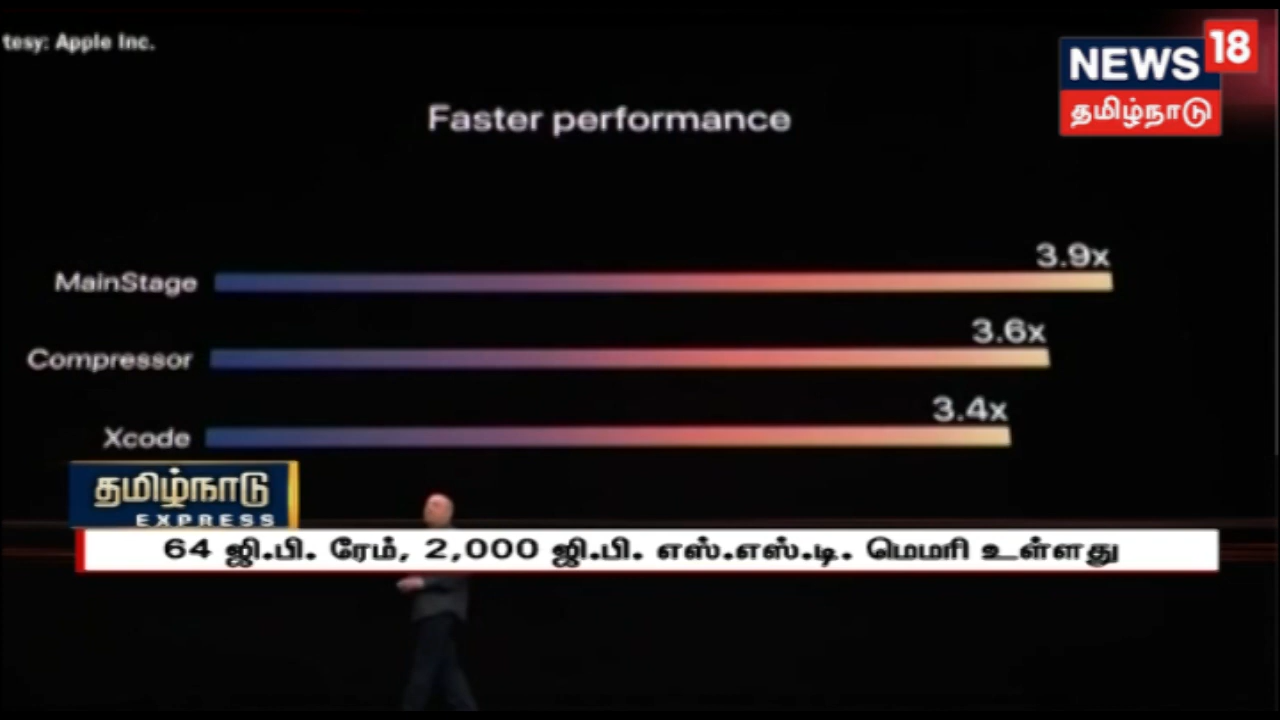 tesy: Apple Inc.
NEWS 18
தமிழ்நாடு
Faster performance
3.9x
MainStage
3.6x
Compressor
3.4x
Xcode
தமிழ்நாடு
EXPRESS
64 ஜி.பி. ரேம், 2,000 ஜி.பி. எஸ்.எஸ்.டி. மெமரி உள்ளது